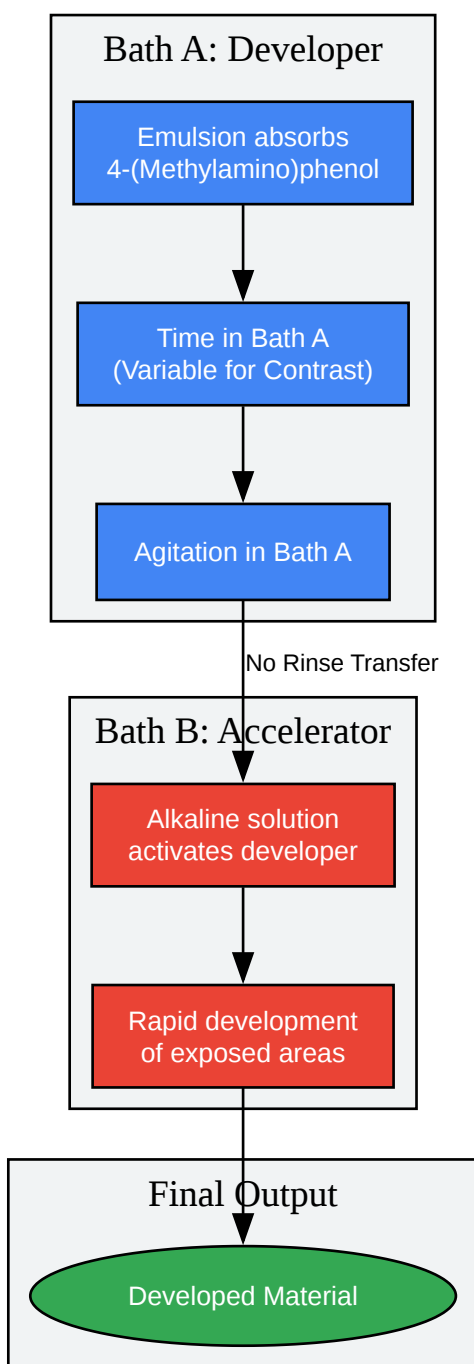 Bath A: Developer
Emulsion absorbs
4-(Methylamino)phenol
Time in Bath A
(Variable for Contrast)
Agitation in Bath A
No Rinse Transfer
Bath B: Accelerator
Alkaline solution
activates developer
Rapid development
of exposed areas
Final Output
Developed Material